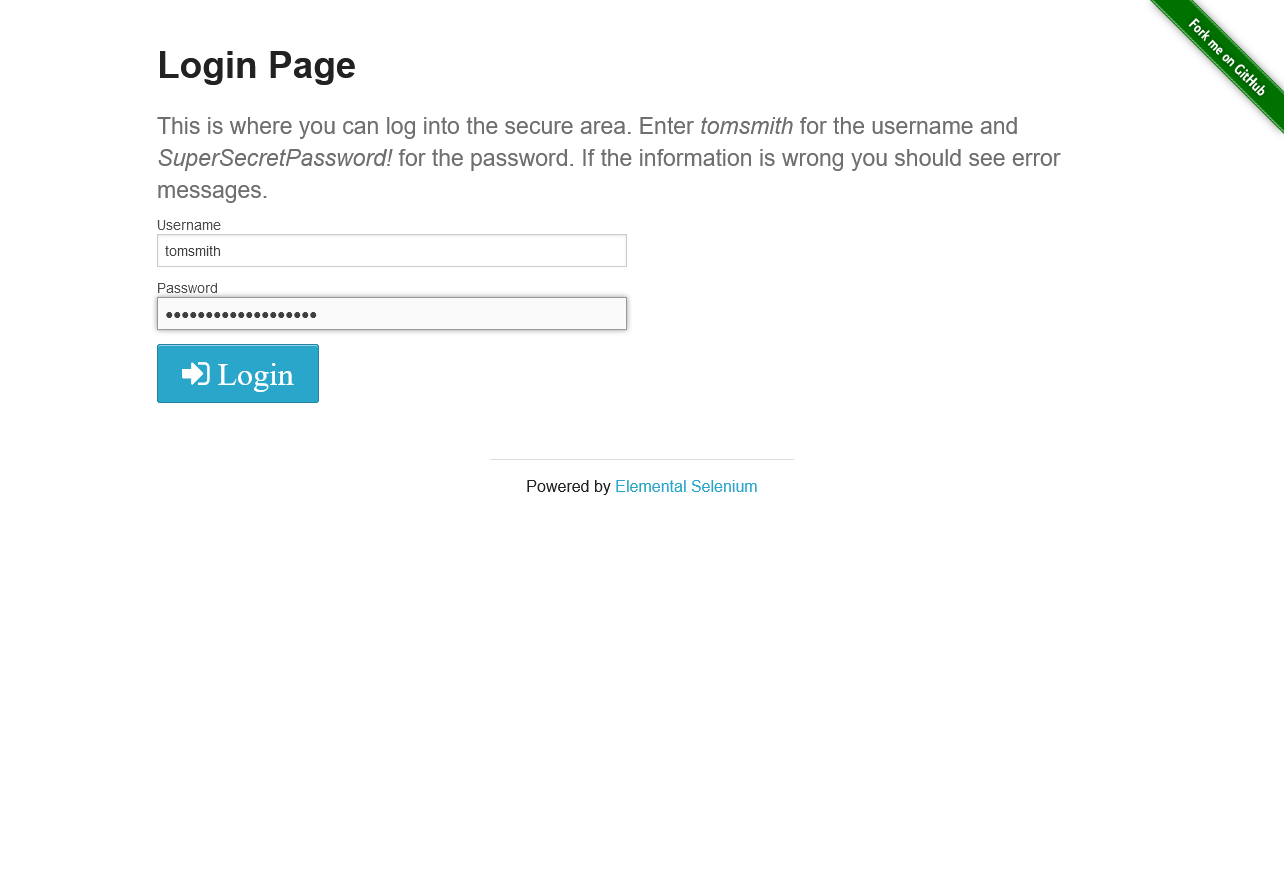 Fork me on GitHub
Login Page
This is where you can log into the secure area. Enter tomsmith for the username and
SuperSecretPassword! for the password. If the information is wrong you should see error
messages.
Username
tomsmith
Password
•••••••••••••••••••
Login
Powered by Elemental Selenium